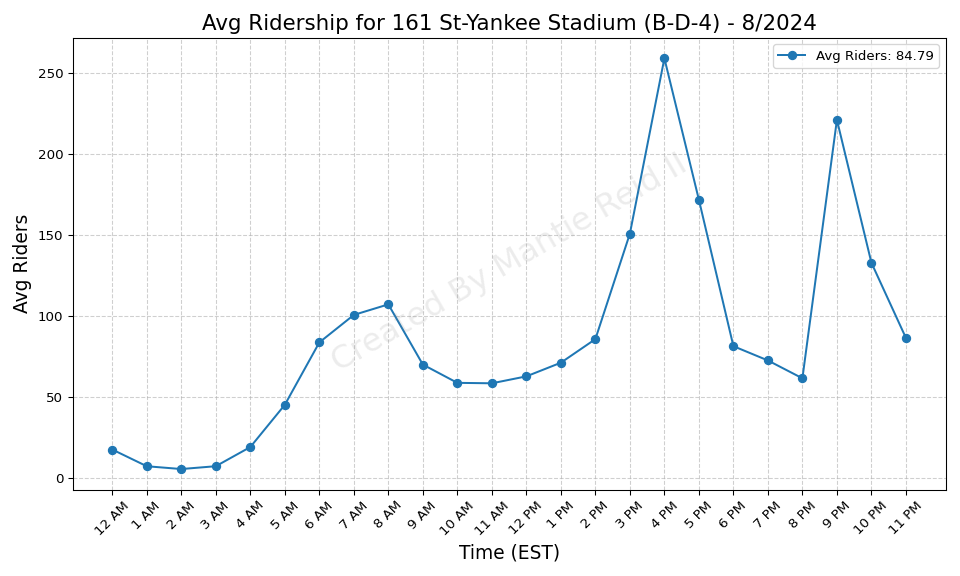 Avg Ridership for 161 St-Yankee Stadium (B-D-4) - 8/2024
Avg Riders: 84.79
250
200
150
100
50
0
Avg Riders
Created By Mantle Reid II
12 AM
1 AM
2 AM
3 AM
4 AM
5 AM
6 AM
7 AM
8 AM
9 AM
10 AM
11 AM
12 PM
1 PM
2 PM
3 PM
4 PM
5 PM
6 PM
7 PM
8 PM
9 PM
10 PM
11 PM
Time (EST)